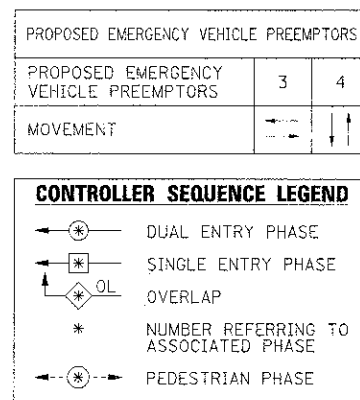 PROPOSED EMERGENCY VEHICLE PREEMPTORS
PROPOSED EMERGENCY
VEHICLE PREEMPTORS
3
4
MOVEMENT
CONTROLLER SEQUENCE LEGEND
* DUAL ENTRY PHASE
* SINGLE ENTRY PHASE
* OL OVERLAP
* NUMBER REFERRING TO
ASSOCIATED PHASE
* PEDESTRIAN PHASE